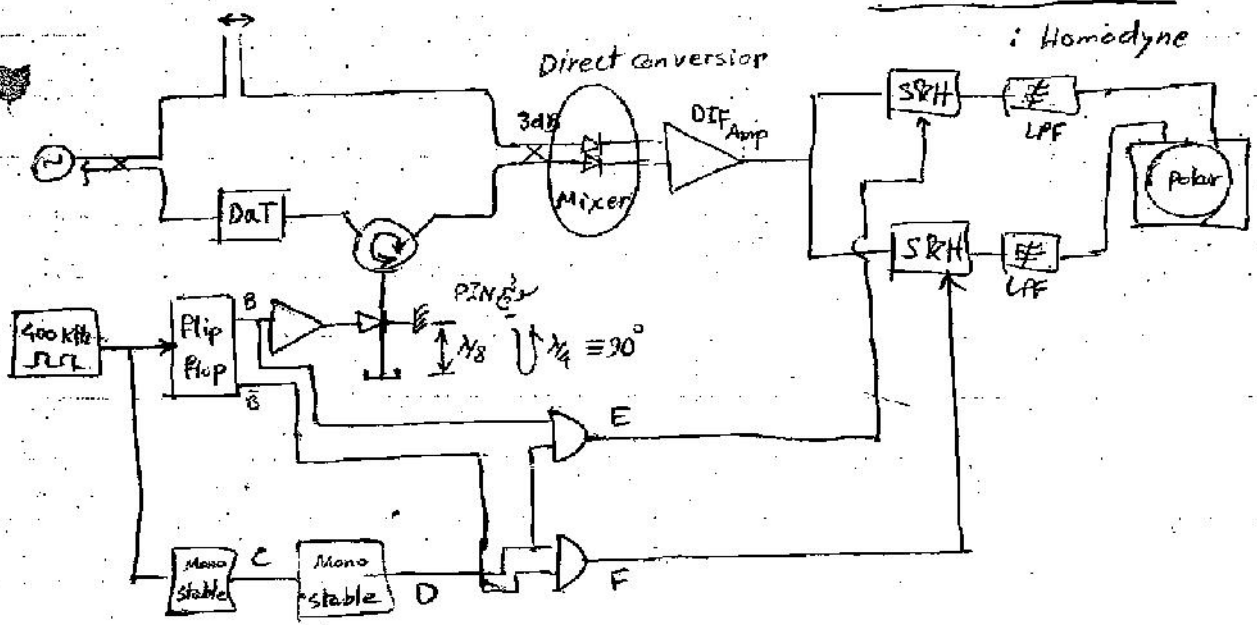 : Homodyne
Direct Conversion
S&H
LPF
3dB
DIF
Amp
Mixer
Polar
DUT
S&H
LPF
~
400 kHz
Flip
Flop
B
B̄
PIN
λ/8
λ/4 ≡ 90°
E
Mono
stable
C
Mono
stable
D
F